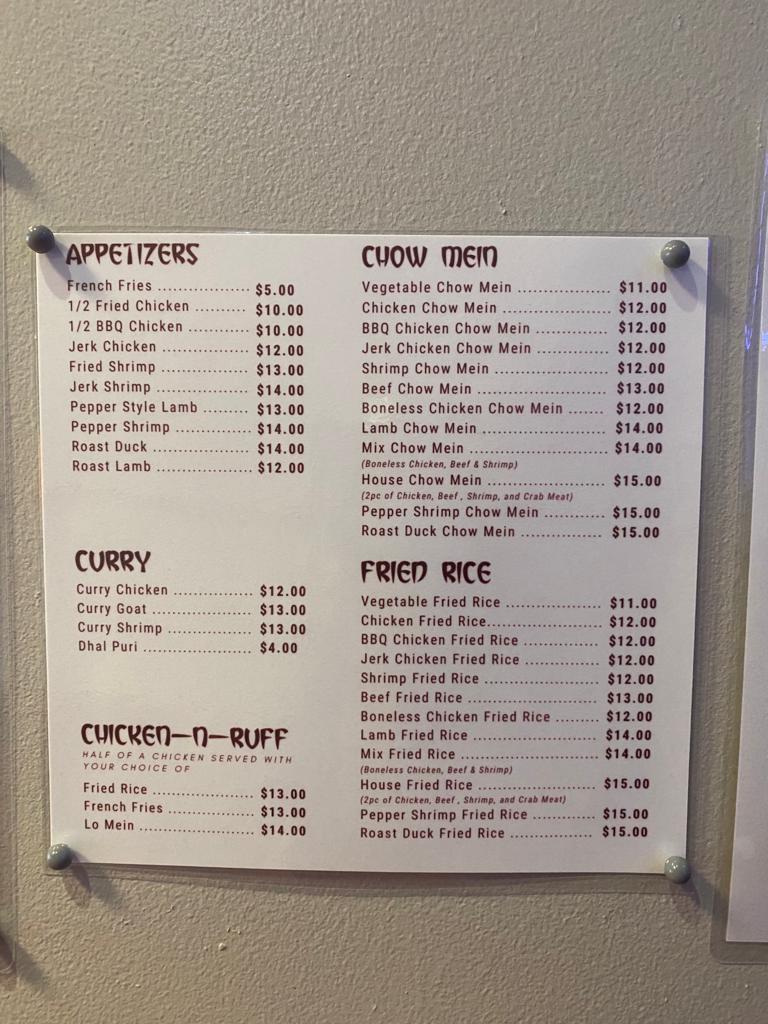 APPETIZERS
French Fries .................. $5.00
1/2 Fried Chicken .......... $10.00
1/2 BBQ Chicken ........... $10.00
Jerk Chicken ................. $12.00
Fried Shrimp ................. $13.00
Jerk Shrimp .................. $14.00
Pepper Style Lamb ......... $13.00
Pepper Shrimp .............. $14.00
Roast Duck ................... $14.00
Roast Lamb ................... $12.00
CURRY
Curry Chicken ............... $12.00
Curry Goat ................... $13.00
Curry Shrimp ................ $13.00
Dhal Puri ..................... $4.00
CHICKEN-N-RUFF
HALF OF A CHICKEN SERVED WITH
YOUR CHOICE OF
Fried Rice .................... $13.00
French Fries ................. $13.00
Lo Mein ....................... $14.00
CHOW MEIN
Vegetable Chow Mein .................. $11.00
Chicken Chow Mein ..................... $12.00
BBQ Chicken Chow Mein .............. $12.00
Jerk Chicken Chow Mein ............. $12.00
Shrimp Chow Mein ...................... $12.00
Beef Chow Mein ......................... $13.00
Boneless Chicken Chow Mein ....... $12.00
Lamb Chow Mein ........................ $14.00
Mix Chow Mein .......................... $14.00
(Boneless Chicken, Beef & Shrimp)
House Chow Mein ....................... $15.00
(2pc of Chicken, Beef , Shrimp, and Crab Meat)
Pepper Shrimp Chow Mein ............ $15.00
Roast Duck Chow Mein ................ $15.00
FRIED RICE
Vegetable Fried Rice ................... $11.00
Chicken Fried Rice....................... $12.00
BBQ Chicken Fried Rice ................ $12.00
Jerk Chicken Fried Rice ................ $12.00
Shrimp Fried Rice ........................ $12.00
Beef Fried Rice ........................... $13.00
Boneless Chicken Fried Rice ......... $12.00
Lamb Fried Rice .......................... $14.00
Mix Fried Rice ............................ $14.00
(Boneless Chicken, Beef & Shrimp)
House Fried Rice ......................... $15.00
(2pc of Chicken, Beef , Shrimp, and Crab Meat)
Pepper Shrimp Fried Rice ............. $15.00
Roast Duck Fried Rice ................. $15.00